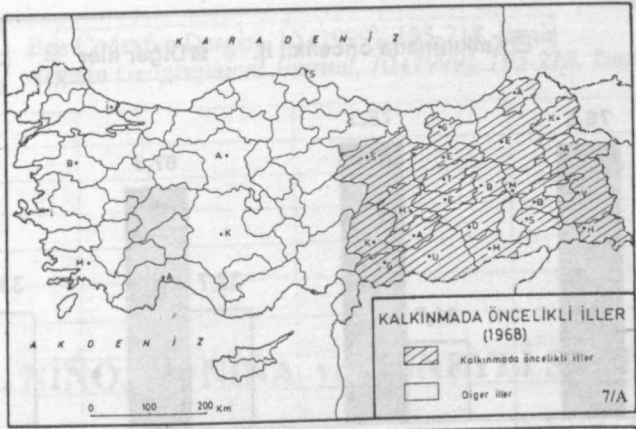 KARADENİZ
AKDENİZ
KALKINMADA ÖNCELİKLİ İLLER
(1968)
Kalkınmada öncelikli iller
Diğer iller
7/A
0 100 200 Km
S
B
A
K
M
A
A
K
G
E
S
E
A
T
B
M
E
B
V
H
S
K
A
D
H
G
U
M